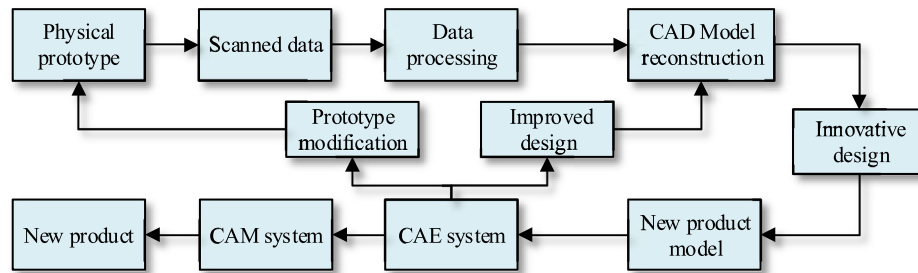 Physical
prototype
Scanned data
Data
processing
CAD Model
reconstruction
Prototype
modification
Improved
design
Innovative
design
New product
CAM system
CAE system
New product
model